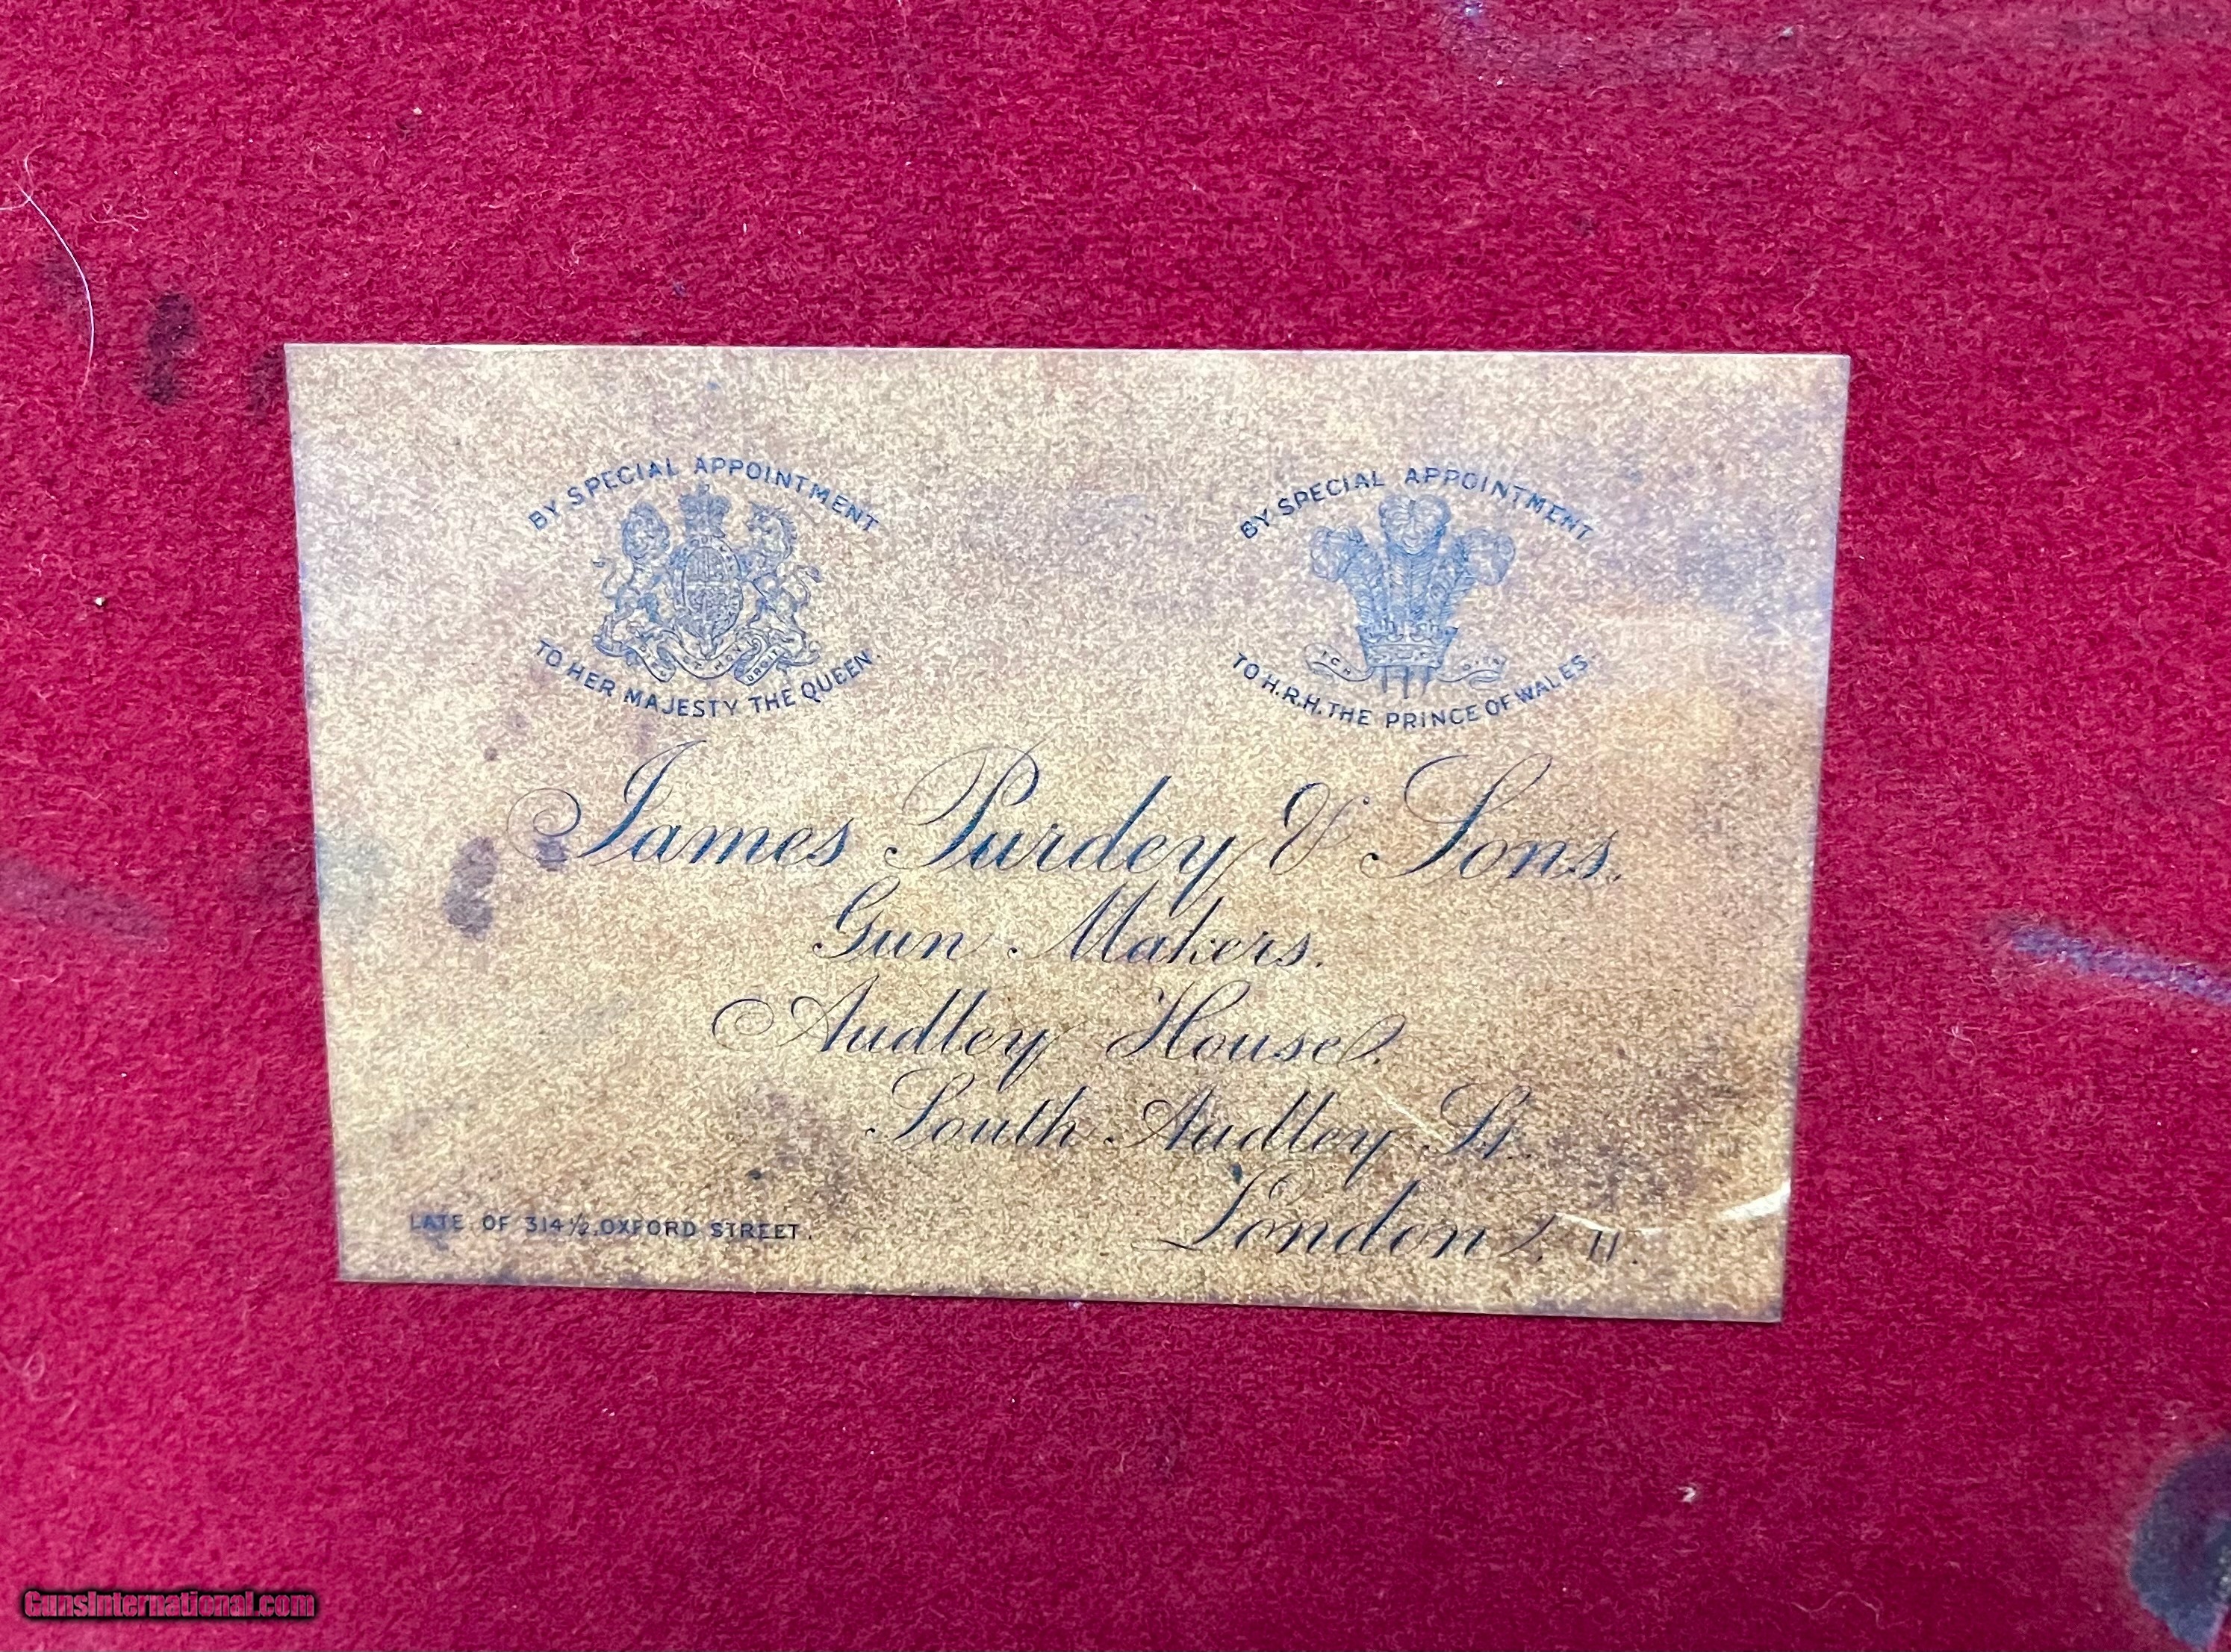 BY SPECIAL APPOINTMENT
TO HER MAJESTY THE QUEEN.
BY SPECIAL APPOINTMENT
TO H.R.H. THE PRINCE OF WALES.
James Purdey & Sons.
Gun Makers.
Audley House.
South Audley St.
London
LATE OF 314½ OXFORD STREET.
GunsInternational.com